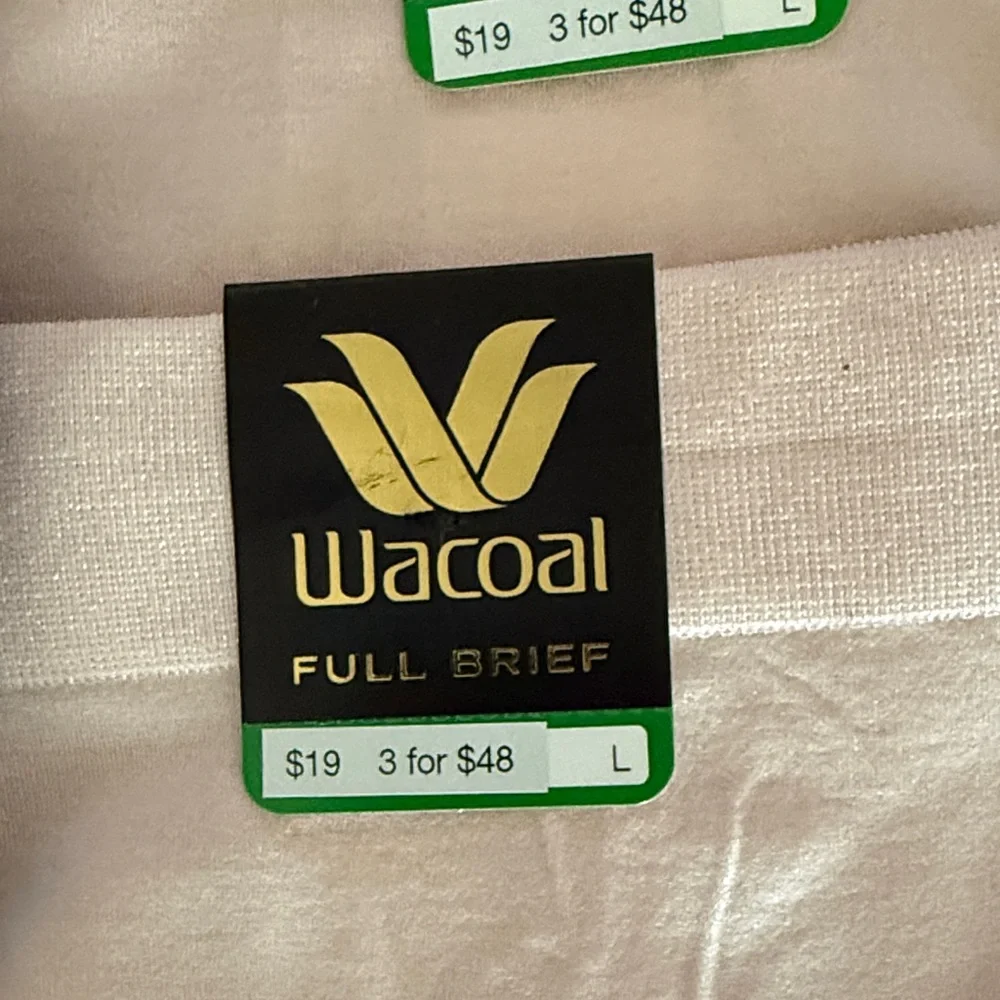 $19 3 for $48 L
Wacoal
FULL BRIEF
$19 3 for $48 L